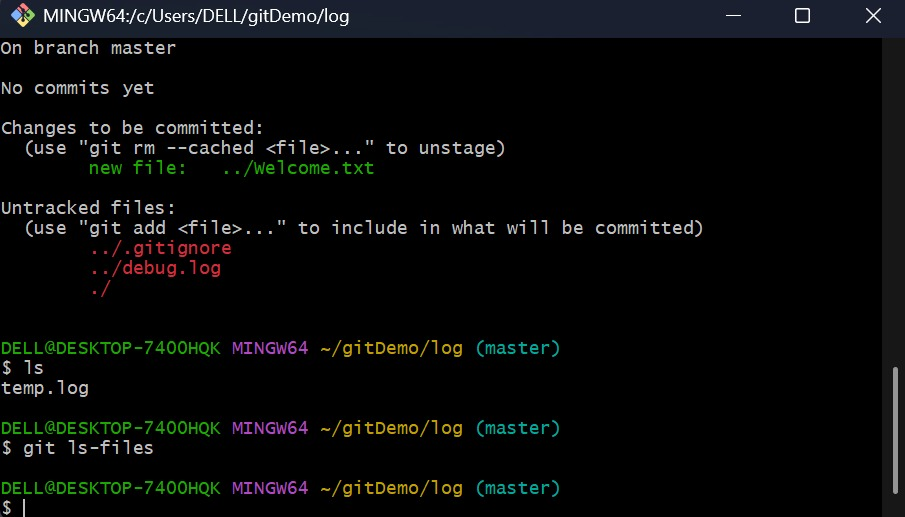 MINGW64:/c/Users/DELL/gitDemo/log
On branch master
No commits yet
Changes to be committed:
  (use "git rm --cached <file>..." to unstage)
        new file:   ../Welcome.txt
Untracked files:
  (use "git add <file>..." to include in what will be committed)
        ../.gitignore
        ../debug.log
        ./
DELL@DESKTOP-7400HQK MINGW64 ~/gitDemo/log (master)
$ ls
temp.log
DELL@DESKTOP-7400HQK MINGW64 ~/gitDemo/log (master)
$ git ls-files
DELL@DESKTOP-7400HQK MINGW64 ~/gitDemo/log (master)
$